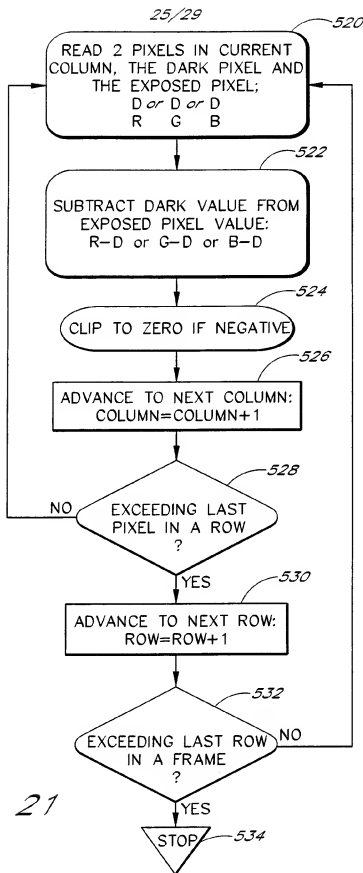 25/29
520
READ 2 PIXELS IN CURRENT
COLUMN, THE DARK PIXEL AND
THE EXPOSED PIXEL;
D or D or D
R G B
522
SUBTRACT DARK VALUE FROM
EXPOSED PIXEL VALUE:
R-D or G-D or B-D
524
CLIP TO ZERO IF NEGATIVE
526
ADVANCE TO NEXT COLUMN:
COLUMN=COLUMN+1
528
EXCEEDING LAST
PIXEL IN A ROW
?
NO
YES
530
ADVANCE TO NEXT ROW:
ROW=ROW+1
532
EXCEEDING LAST ROW
IN A FRAME
?
NO
YES
21
STOP
534